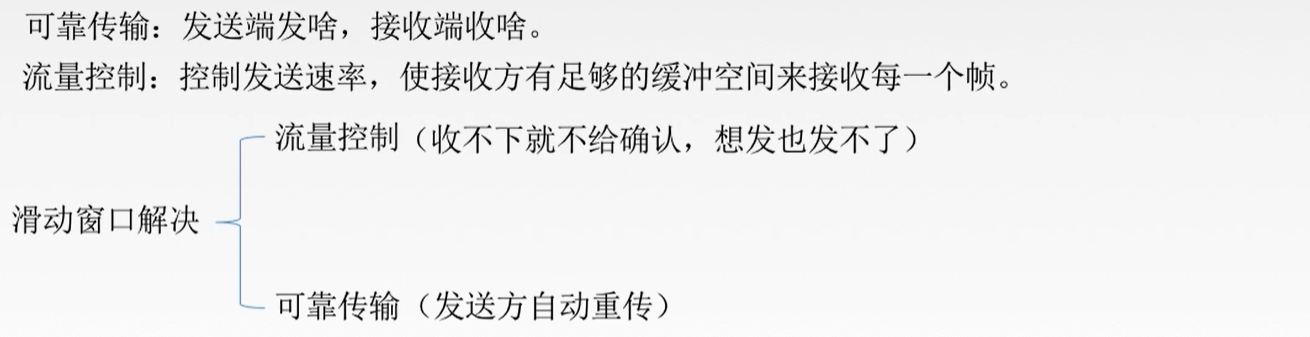 可靠传输：发送端发啥，接收端收啥。
流量控制：控制发送速率，使接收方有足够的缓冲空间来接收每一个帧。
流量控制（收不下就不给确认，想发也发不了）
滑动窗口解决
可靠传输（发送方自动重传）